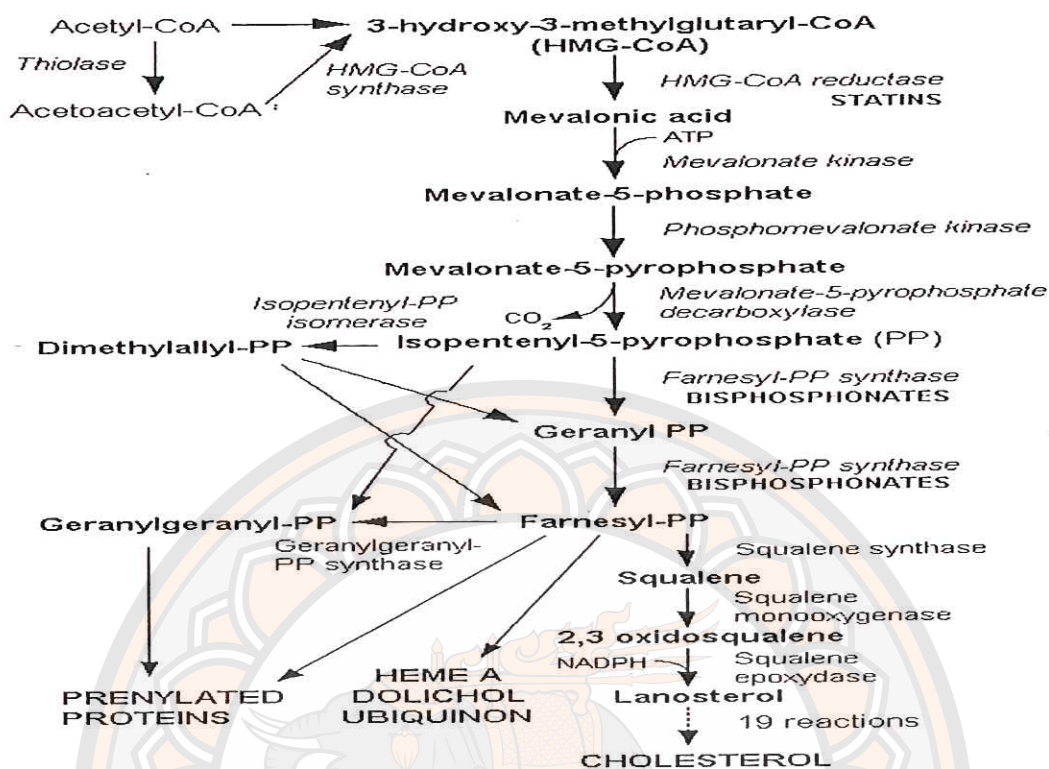 Acetyl-CoA
3-hydroxy-3-methylglutaryl-CoA
(HMG-CoA)
Thiolase
HMG-CoA
synthase
HMG-CoA reductase
STATINS
Acetoacetyl-CoA
Mevalonic acid
ATP
Mevalonate kinase
Mevalonate-5-phosphate
Phosphomevalonate kinase
Mevalonate-5-pyrophosphate
Isopentenyl-PP
isomerase
CO₂
Mevalonate-5-pyrophosphate
decarboxylase
Dimethylallyl-PP
Isopentenyl-5-pyrophosphate (PP)
Farnesyl-PP synthase
BISPHOSPHONATES
Geranyl PP
Farnesyl-PP synthase
BISPHOSPHONATES
Geranylgeranyl-PP
Farnesyl-PP
Geranylgeranyl-
PP synthase
Squalene synthase
Squalene
Squalene
monooxygenase
2,3 oxidosqualene
NADPH
Squalene
epoxydase
Lanosterol
PRENYLATED
PROTEINS
HEME A
DOLICHOL
UBIQUINON
19 reactions
CHOLESTEROL